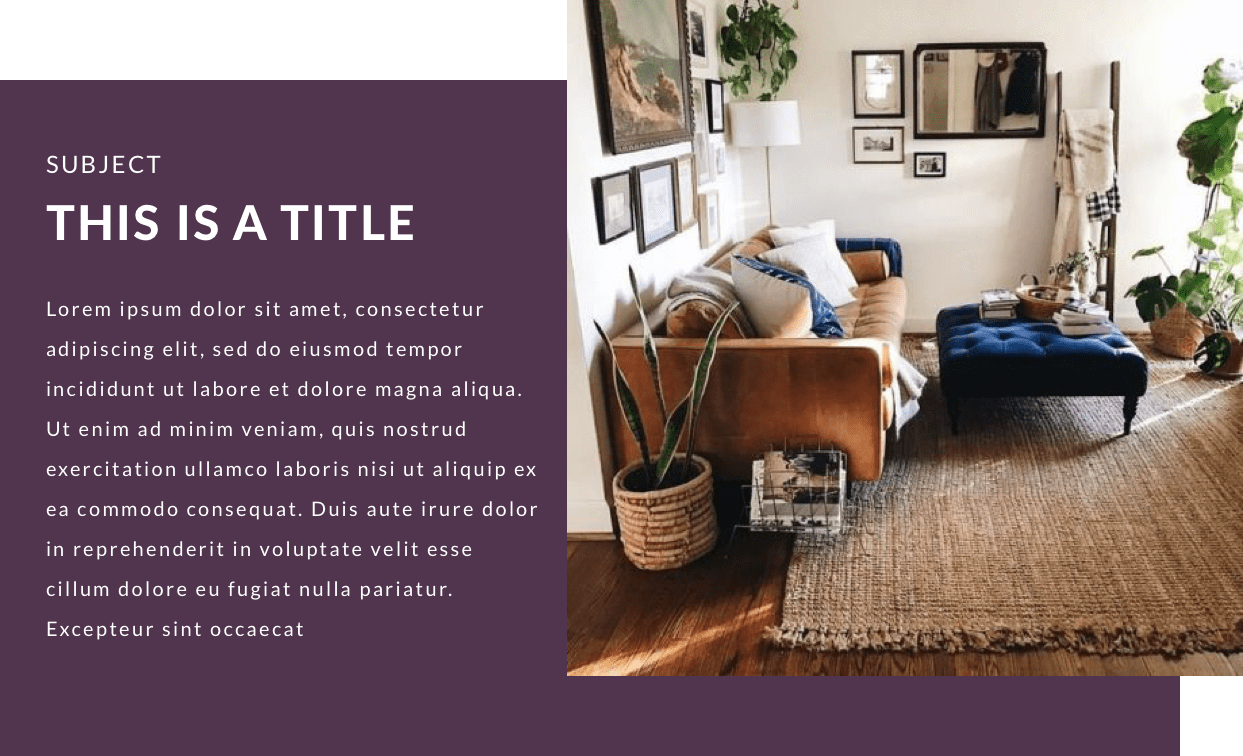 SUBJECT
THIS IS A TITLE
Lorem ipsum dolor sit amet, consectetur
adipiscing elit, sed do eiusmod tempor
incididunt ut labore et dolore magna aliqua.
Ut enim ad minim veniam, quis nostrud
exercitation ullamco laboris nisi ut aliquip ex
ea commodo consequat. Duis aute irure dolor
in reprehenderit in voluptate velit esse
cillum dolore eu fugiat nulla pariatur.
Excepteur sint occaecat